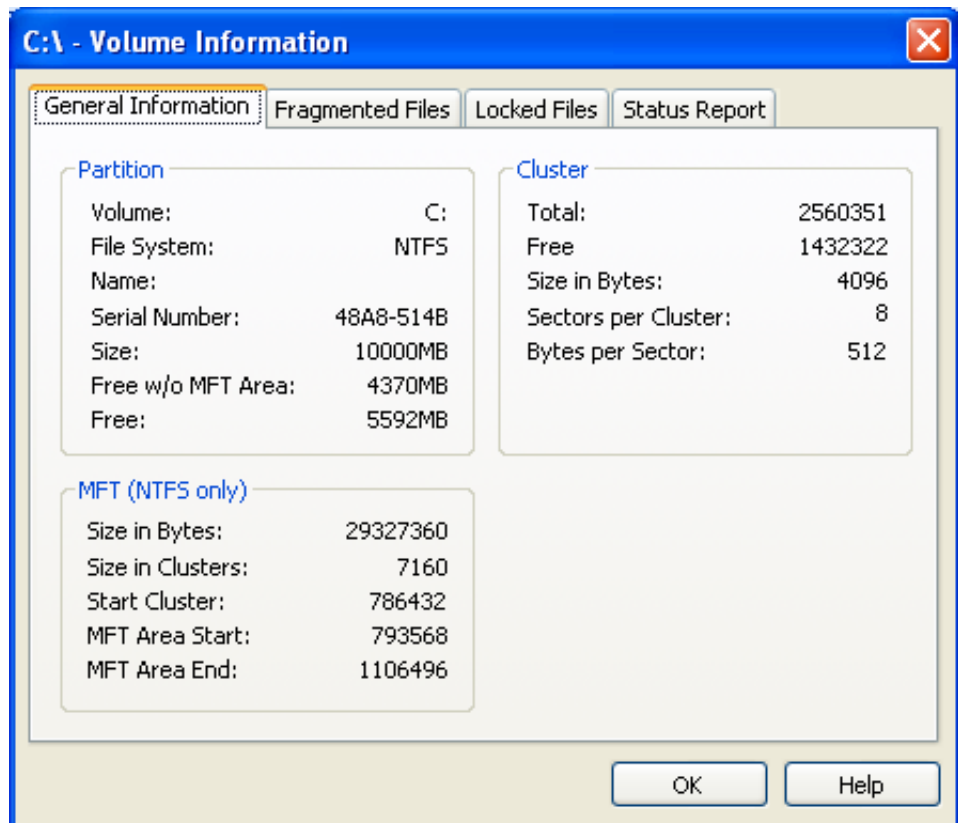 C:\ - Volume Information
General Information Fragmented Files Locked Files Status Report
Partition
Volume: C:
File System: NTFS
Name:
Serial Number: 48A8-514B
Size: 10000MB
Free w/o MFT Area: 4370MB
Free: 5592MB
Cluster
Total: 2560351
Free 1432322
Size in Bytes: 4096
Sectors per Cluster: 8
Bytes per Sector: 512
MFT (NTFS only)
Size in Bytes: 29327360
Size in Clusters: 7160
Start Cluster: 786432
MFT Area Start: 793568
MFT Area End: 1106496
OK Help